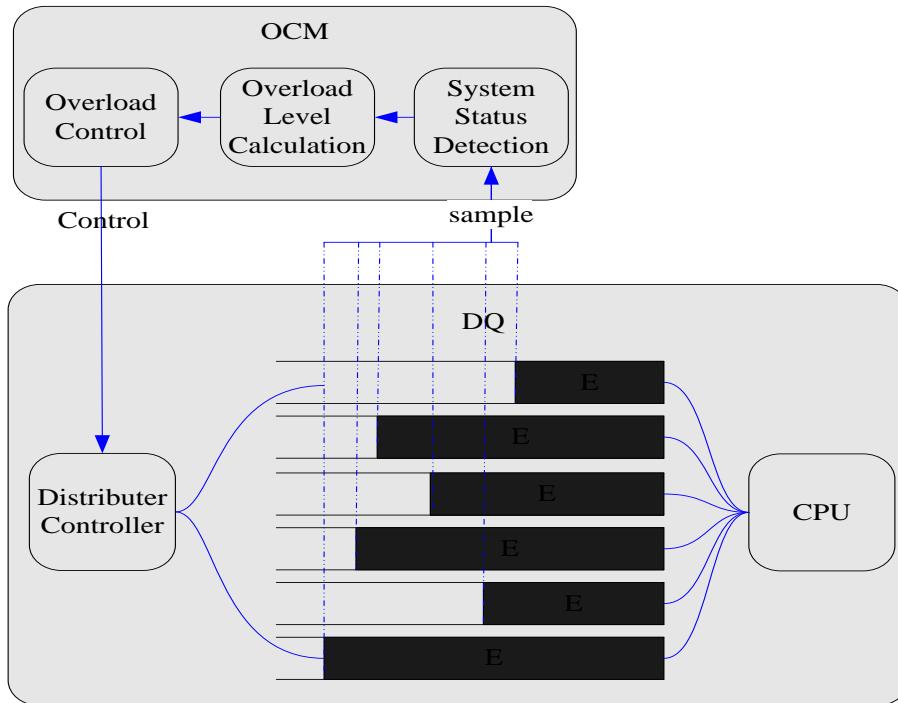 OCM
Overload
Control
Overload
Level
Calculation
System
Status
Detection
Control
sample
DQ
E
E
E
E
E
E
Distributer
Controller
CPU